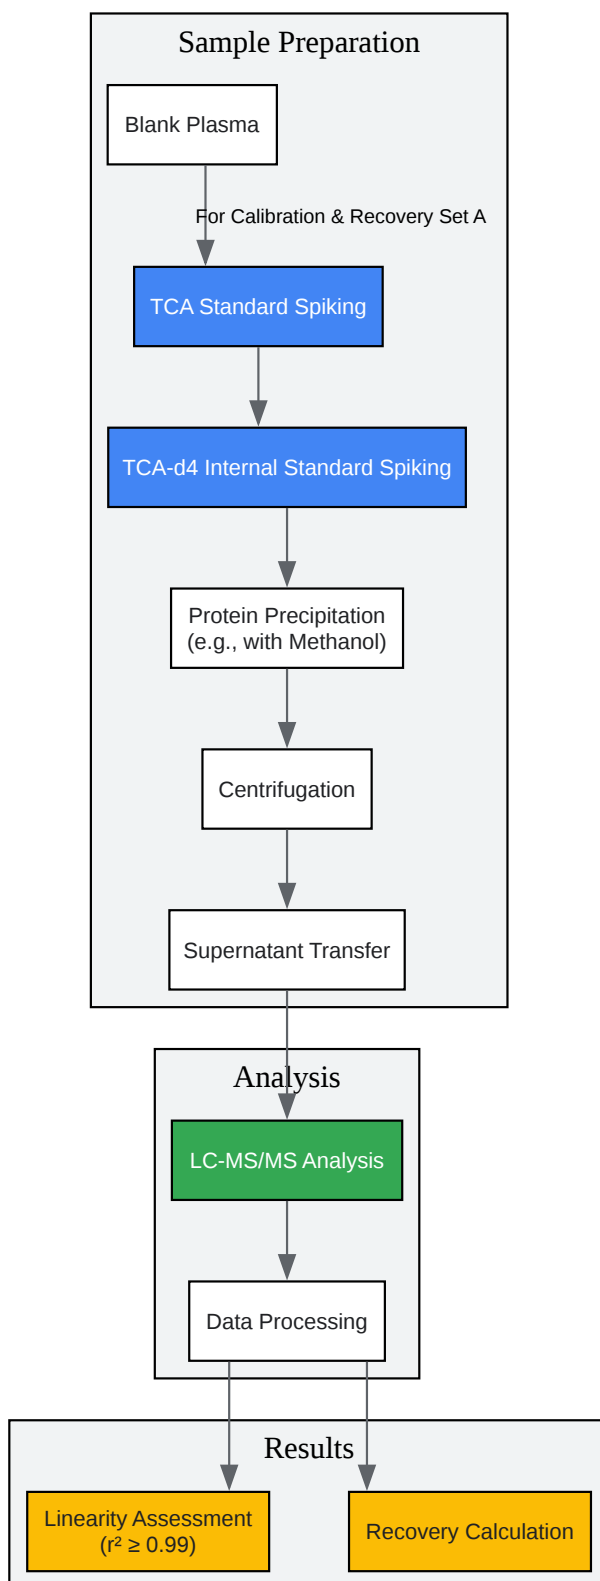 Sample Preparation
Blank Plasma
For Calibration & Recovery Set A
TCA Standard Spiking
TCA-d4 Internal Standard Spiking
Protein Precipitation
(e.g., with Methanol)
Centrifugation
Supernatant Transfer
Analysis
LC-MS/MS Analysis
Data Processing
Results
Linearity Assessment
(r² ≥ 0.99)
Recovery Calculation